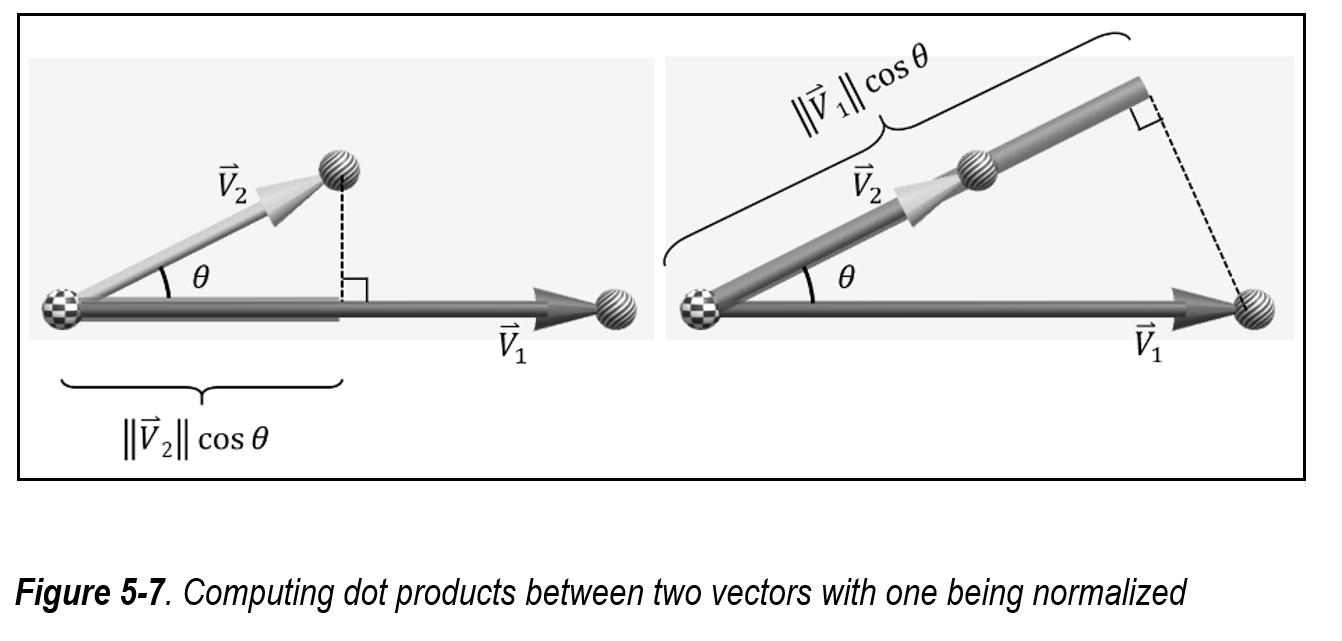 ‖V⃗₁‖ cos θ
V⃗₂
θ
V⃗₁
‖V⃗₂‖ cos θ
V⃗₂
θ
V⃗₁
Figure 5-7. Computing dot products between two vectors with one being normalized